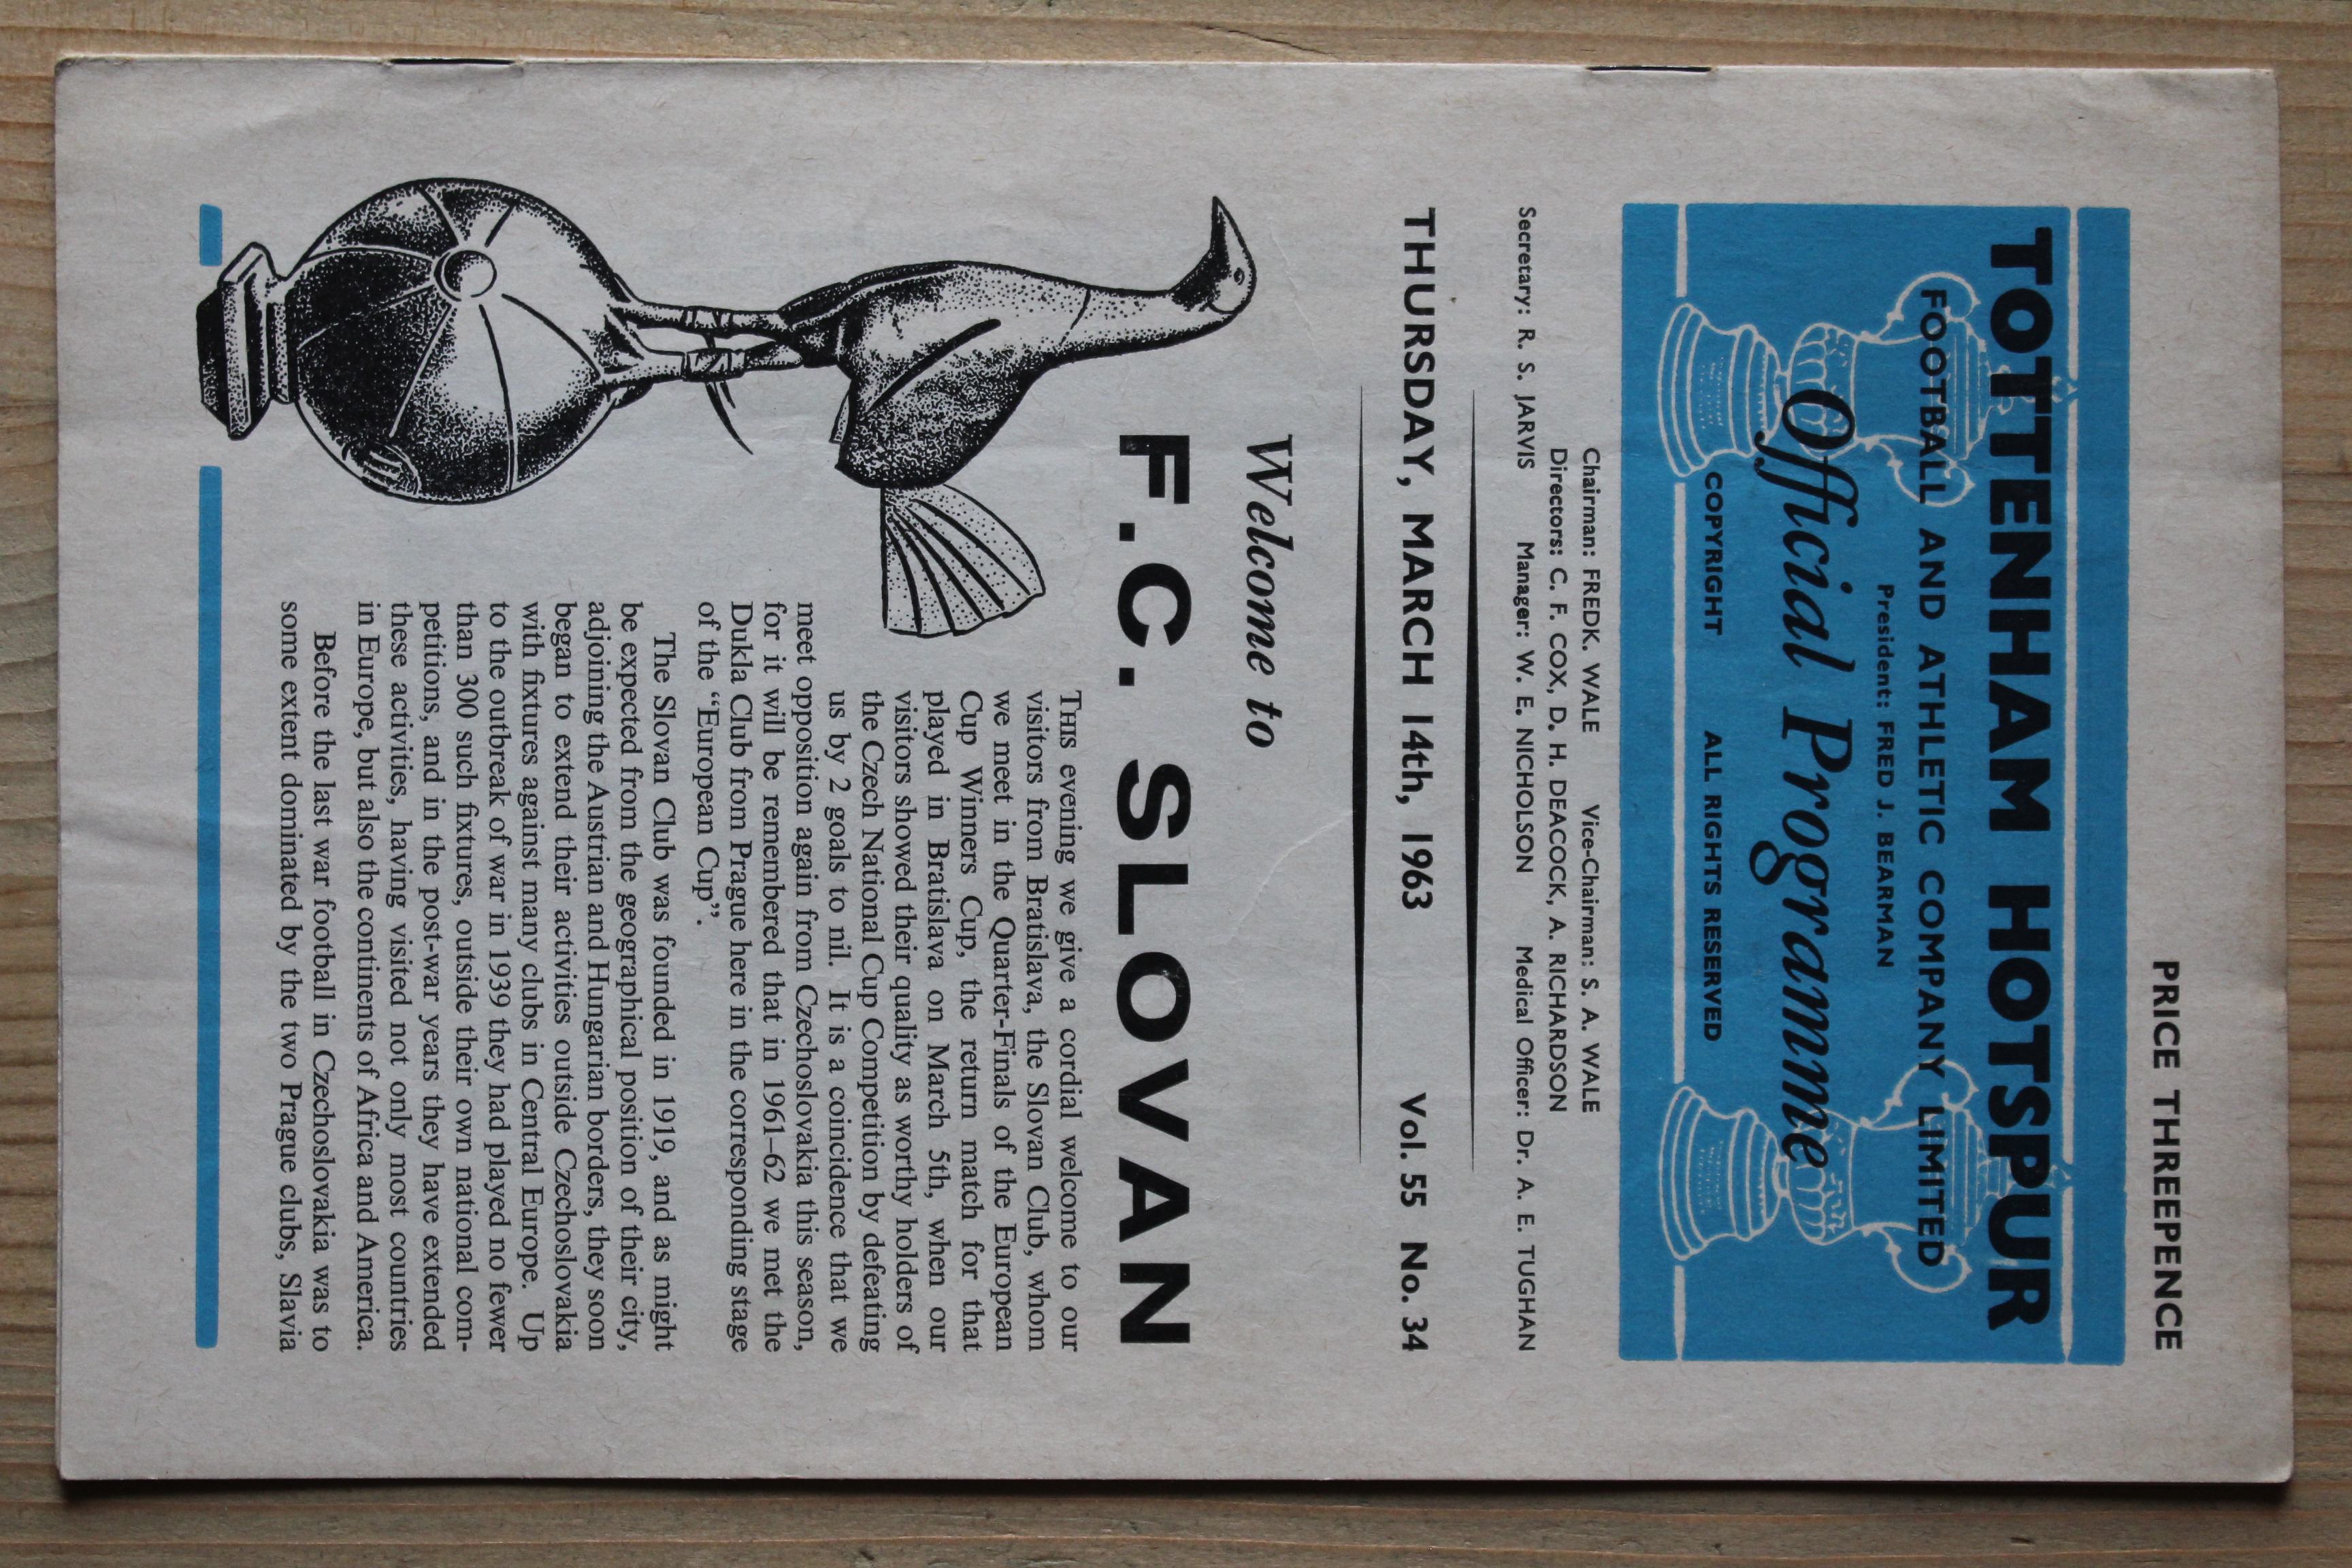 PRICE THREEPENCE
TOTTENHAM HOTSPUR
FOOTBALL AND ATHLETIC COMPANY LIMITED
President: FRED J. BEARMAN
Official Programme
COPYRIGHT ALL RIGHTS RESERVED
Chairman: FREDK. WALE Vice-Chairman: S. A. WALE
Directors: C. F. COX, D. H. DEACOCK, A. RICHARDSON
Secretary: R. S. JARVIS Manager: W. E. NICHOLSON Medical Officer: Dr. A. E. TUGHAN
THURSDAY, MARCH 14th, 1963 Vol. 55 No. 34
Welcome to
F.C. SLOVAN
THIS evening we give a cordial welcome to our
visitors from Bratislava, the Slovan Club, whom
we meet in the Quarter-Finals of the European
Cup Winners Cup, the return match for that
played in Bratislava on March 5th, when our
visitors showed their quality as worthy holders of
the Czech National Cup Competition by defeating
us by 2 goals to nil. It is a coincidence that we
meet opposition again from Czechoslovakia this season,
for it will be remembered that in 1961–62 we met the
Dukla Club from Prague here in the corresponding stage
of the "European Cup".
The Slovan Club was founded in 1919, and as might
be expected from the geographical position of their city,
adjoining the Austrian and Hungarian borders, they soon
began to extend their activities outside Czechoslovakia
with fixtures against many clubs in Central Europe. Up
to the outbreak of war in 1939 they had played no fewer
than 300 such fixtures, outside their own national com-
petitions, and in the post-war years they have extended
these activities, having visited not only most countries
in Europe, but also the continents of Africa and America.
Before the last war football in Czechoslovakia was to
some extent dominated by the two Prague clubs, Slavia